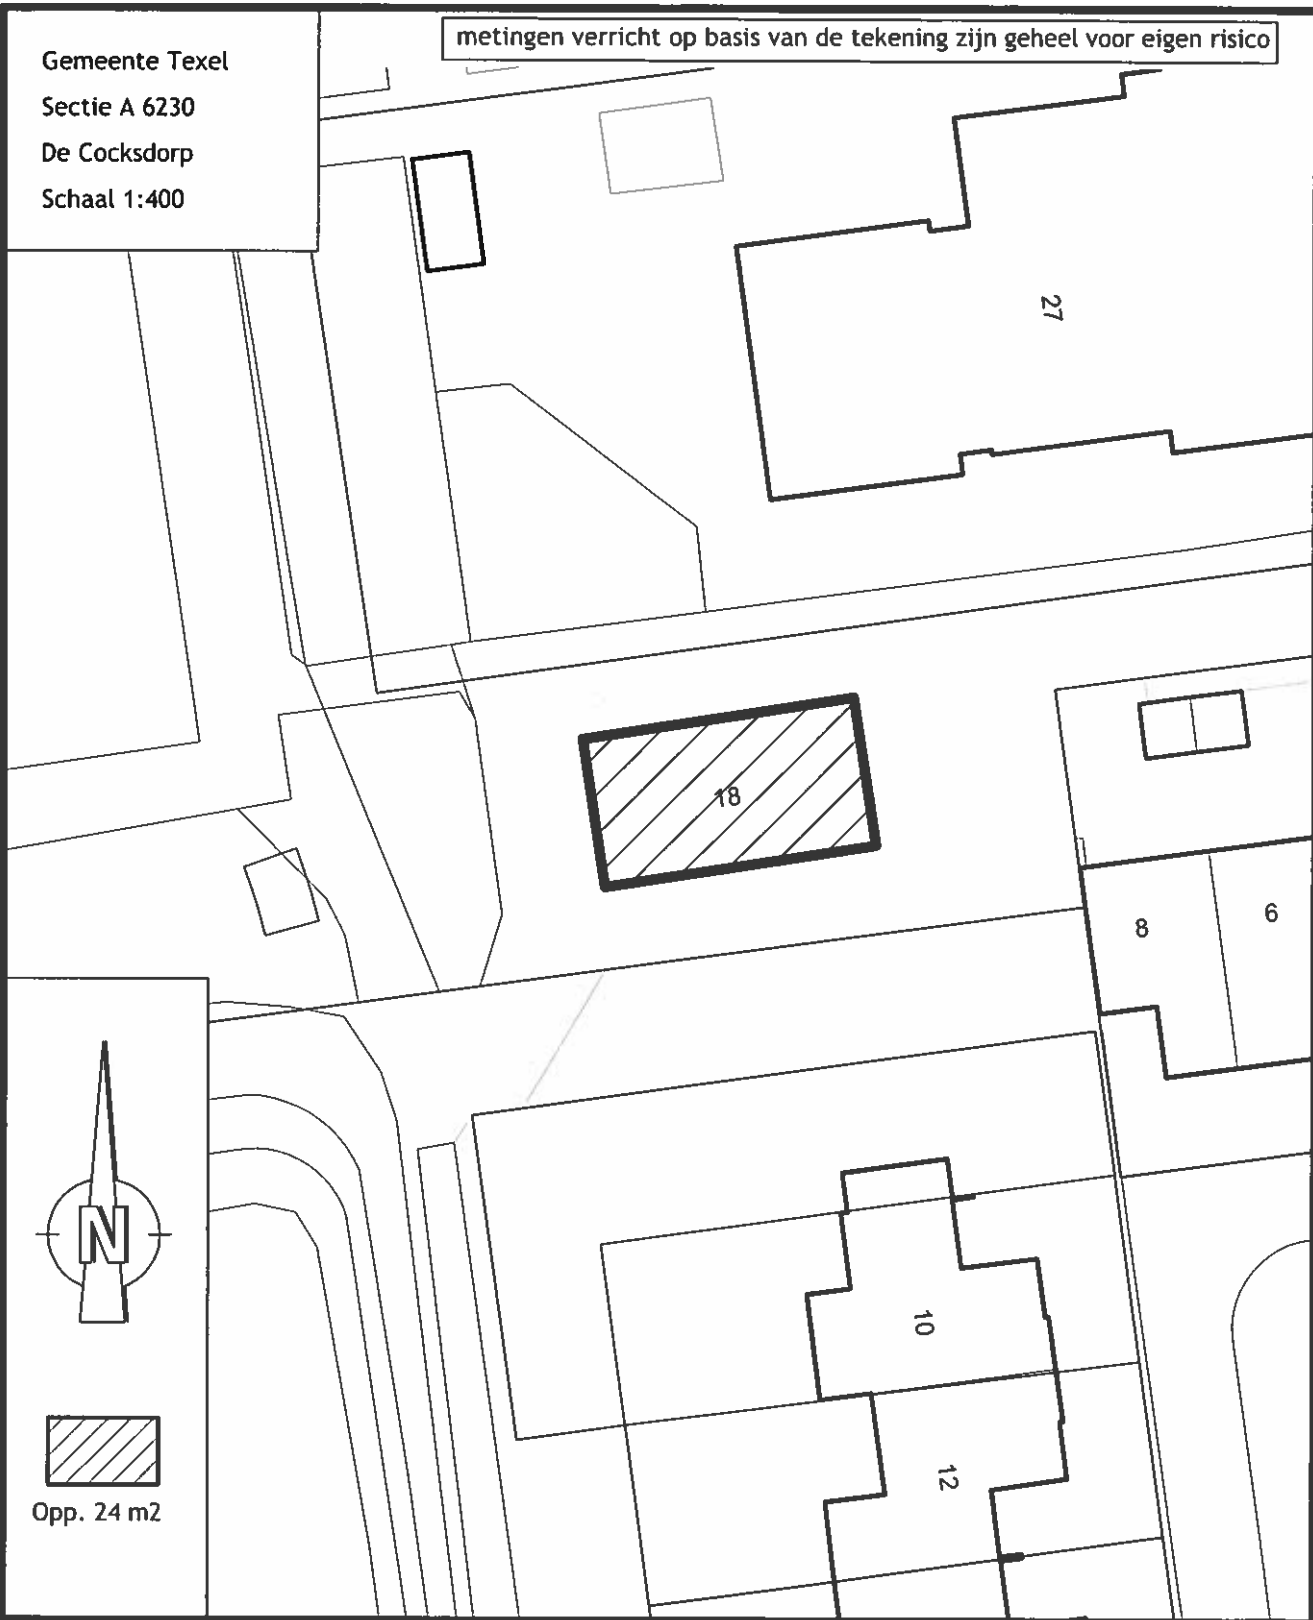 Gemeente Texel
Sectie A 6230
De Cocksdorp
Schaal 1:400
metingen verricht op basis van de tekening zijn geheel voor eigen risico
27
18
8
6
10
12
N
Opp. 24 m2